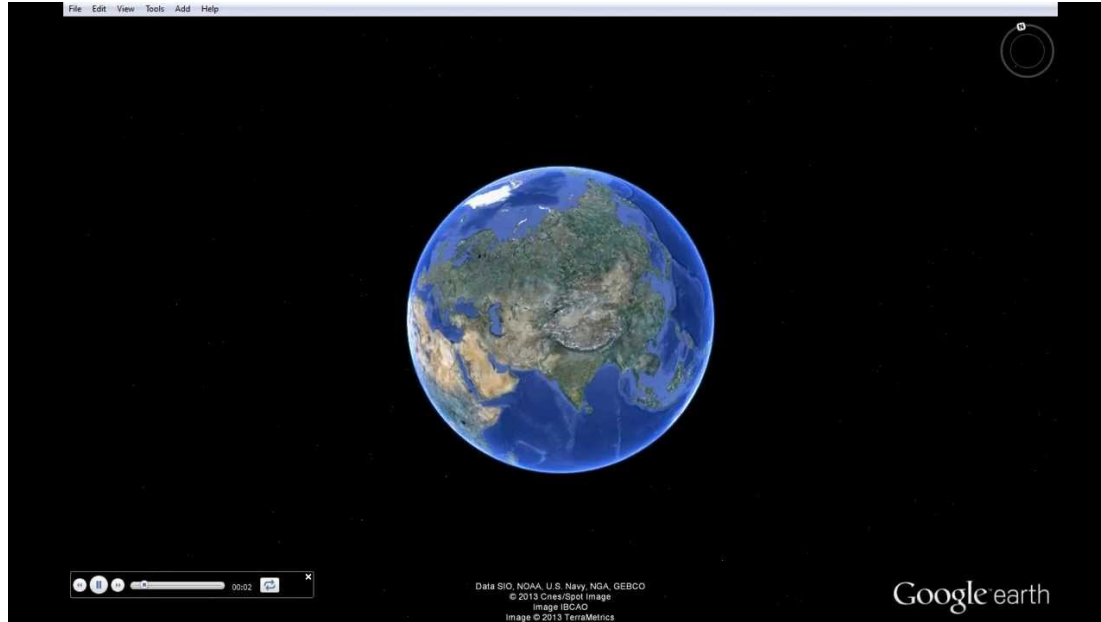 File Edit View Tools Add Help
N
00:02
Data SIO, NOAA, U.S. Navy, NGA, GEBCO
© 2013 Cnes/Spot Image
Image IBCAO
Image © 2013 TerraMetrics
Google earth